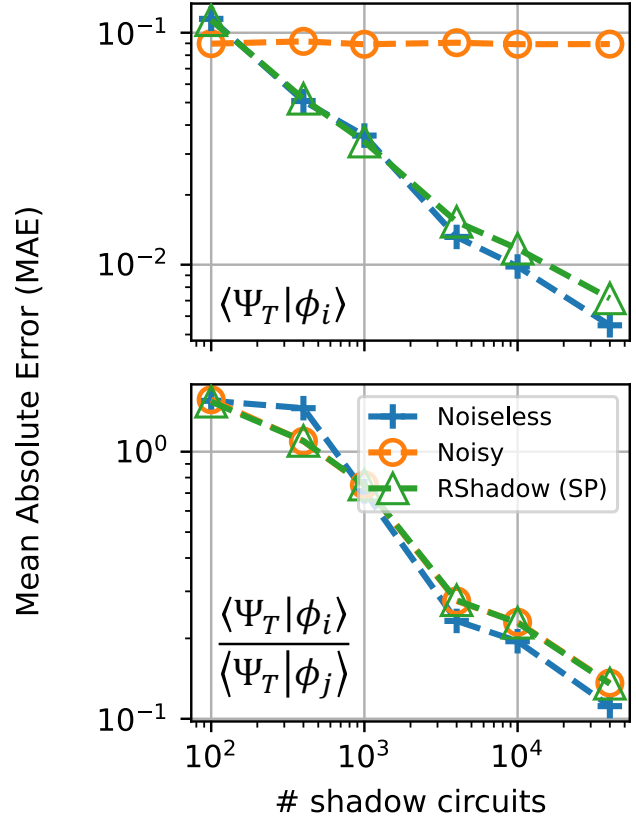 Mean Absolute Error (MAE)
10⁻¹
10⁻²
⟨Ψ_T|ϕ_i⟩
10⁰
10⁻¹
Noiseless
Noisy
RShadow (SP)
⟨Ψ_T|ϕ_i⟩
⟨Ψ_T|ϕ_j⟩
10² 10³ 10⁴
# shadow circuits